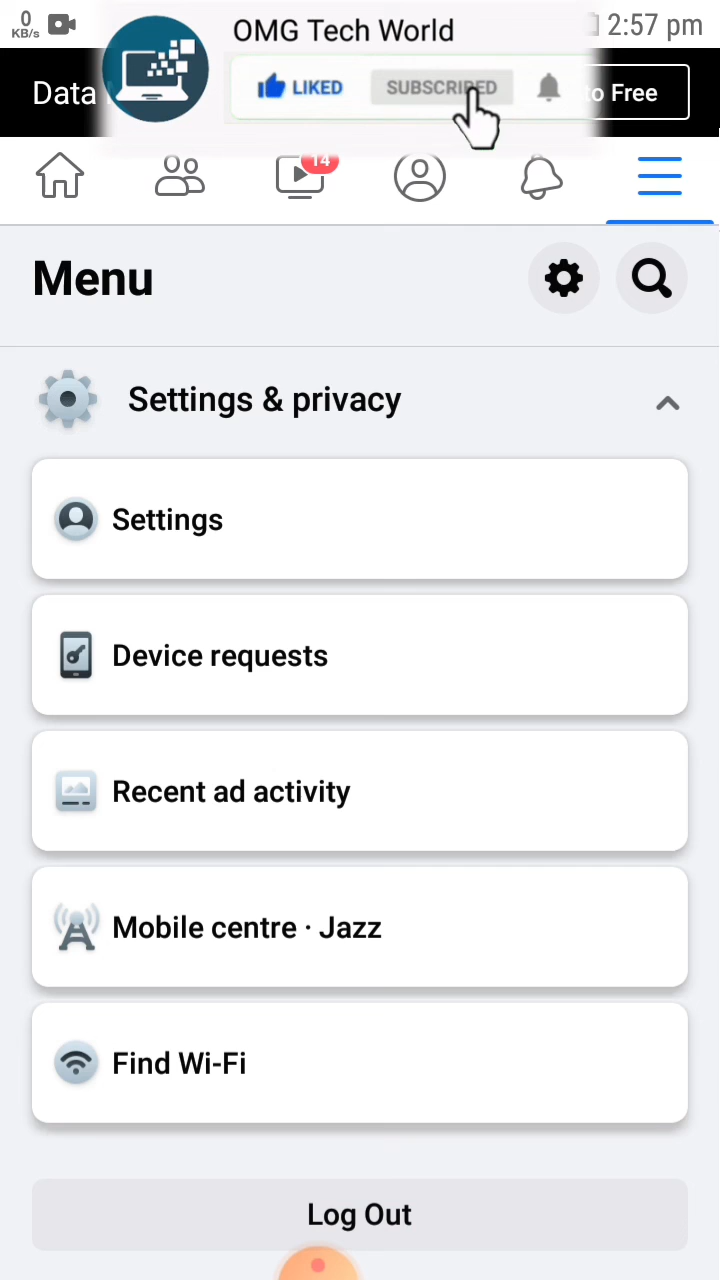 0
KB/s
OMG Tech World
2:57 pm
Data
LIKED
SUBSCRIBED
to Free
14
Menu
Settings & privacy
Settings
Device requests
Recent ad activity
Mobile centre · Jazz
Find Wi-Fi
Log Out